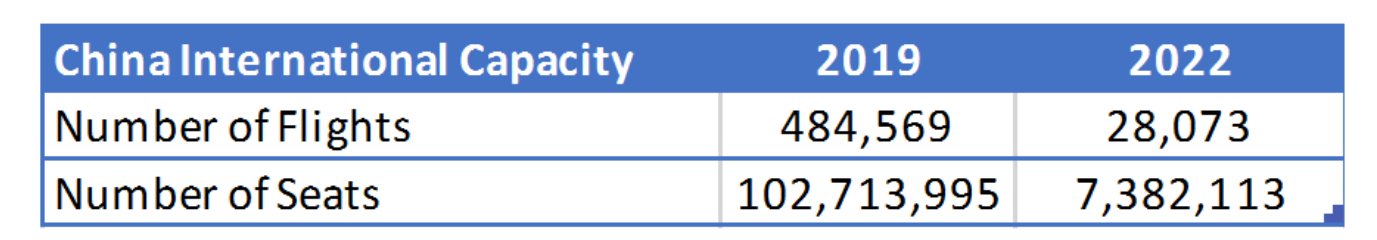 China International Capacity 2019 2022
Number of Flights 484,569 28,073
Number of Seats 102,713,995 7,382,113